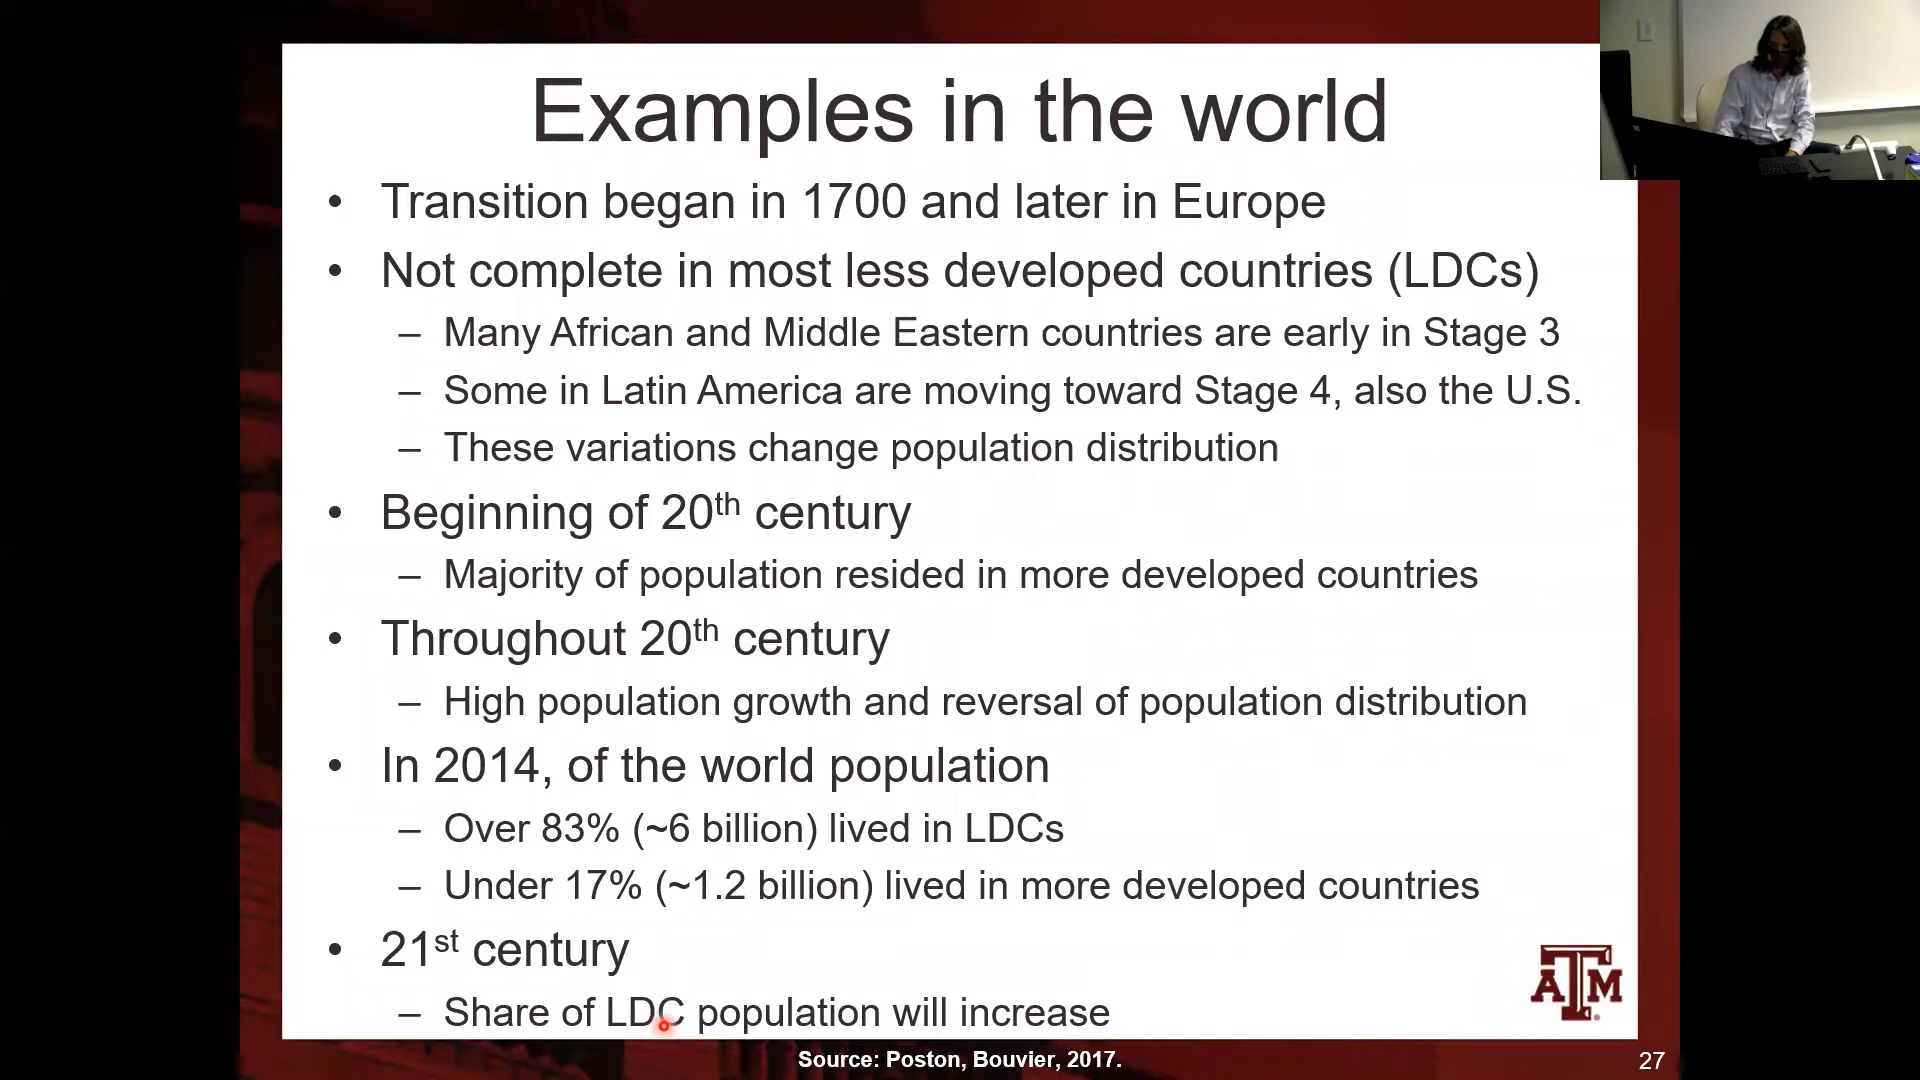 Examples in the world
• Transition began in 1700 and later in Europe
• Not complete in most less developed countries (LDCs)
– Many African and Middle Eastern countries are early in Stage 3
– Some in Latin America are moving toward Stage 4, also the U.S.
– These variations change population distribution
• Beginning of 20th century
– Majority of population resided in more developed countries
• Throughout 20th century
– High population growth and reversal of population distribution
• In 2014, of the world population
– Over 83% (~6 billion) lived in LDCs
– Under 17% (~1.2 billion) lived in more developed countries
• 21st century
– Share of LDC population will increase
ATM
Source: Poston, Bouvier, 2017.
27